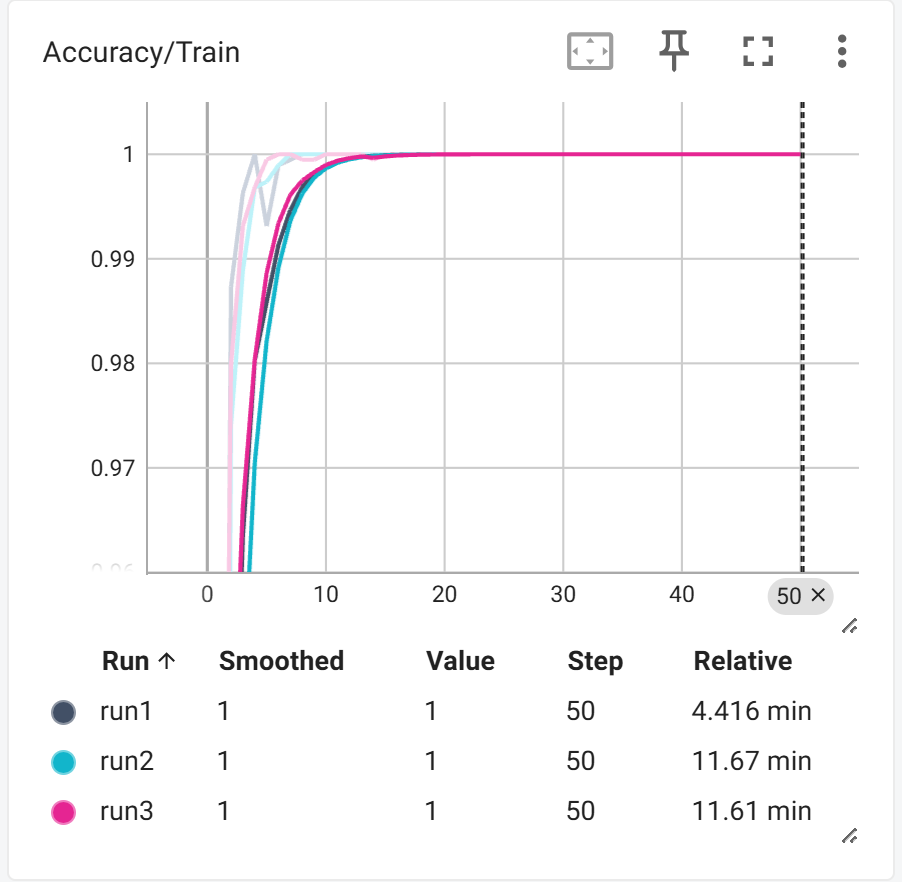 Accuracy/Train
1
0.99
0.98
0.97
0.96
0 10 20 30 40 50 ×
Run ↑ Smoothed Value Step Relative
run1 1 1 50 4.416 min
run2 1 1 50 11.67 min
run3 1 1 50 11.61 min